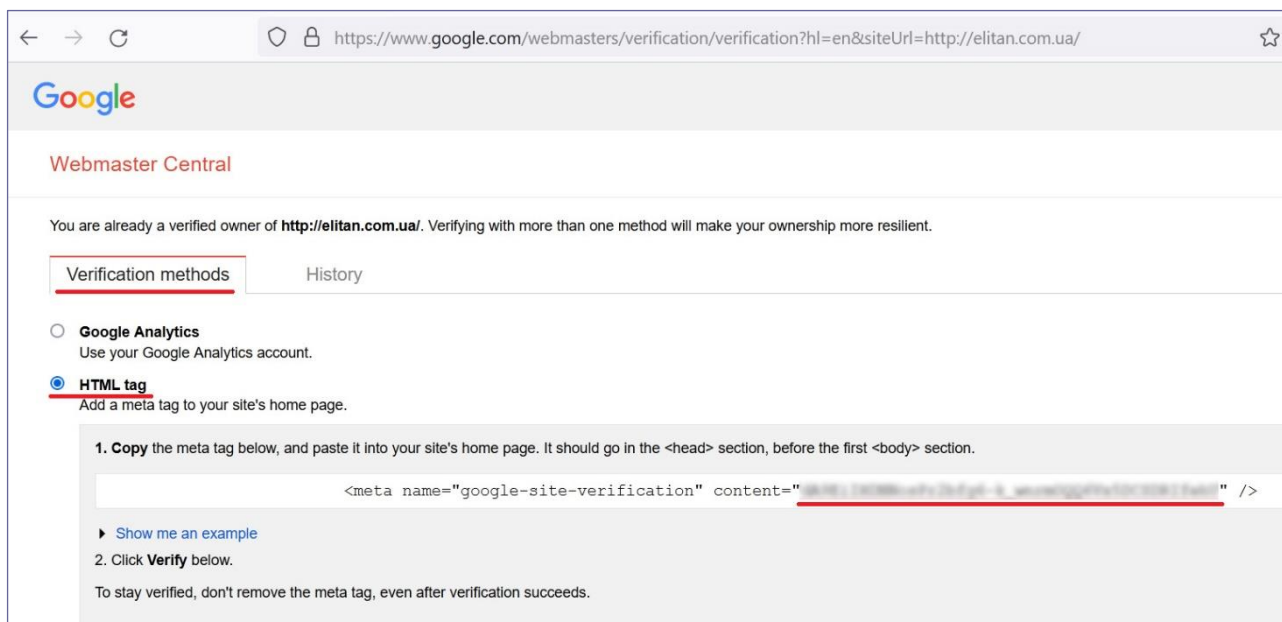 https://www.google.com/webmasters/verification/verification?hl=en&siteUrl=http://elitan.com.ua/
Google
Webmaster Central
You are already a verified owner of http://elitan.com.ua/. Verifying with more than one method will make your ownership more resilient.
Verification methods History
Google Analytics
Use your Google Analytics account.
HTML tag
Add a meta tag to your site's home page.
1. Copy the meta tag below, and paste it into your site's home page. It should go in the <head> section, before the first <body> section.
<meta name="google-site-verification" content="" />
Show me an example
2. Click Verify below.
To stay verified, don't remove the meta tag, even after verification succeeds.